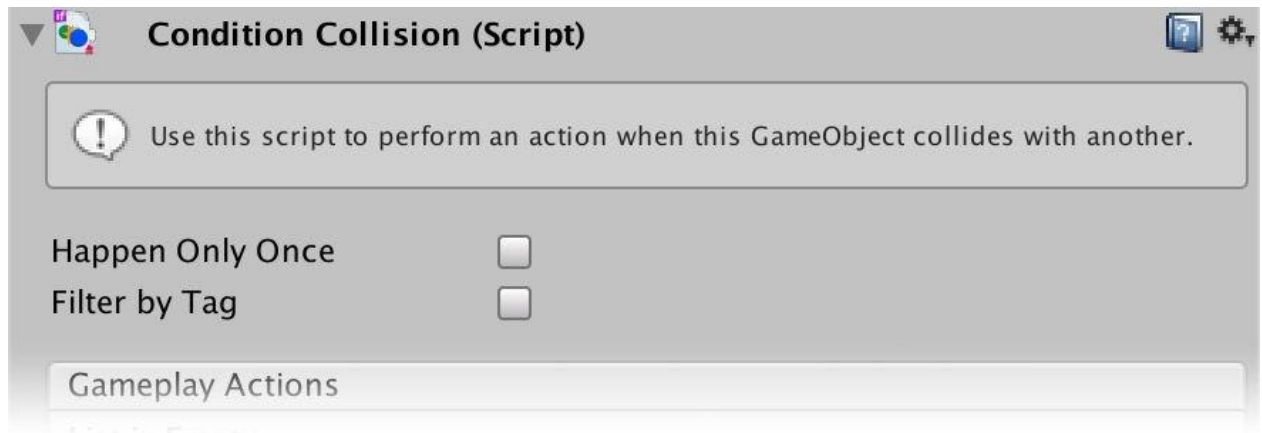 Condition Collision (Script)
Use this script to perform an action when this GameObject collides with another.
Happen Only Once
Filter by Tag
Gameplay Actions